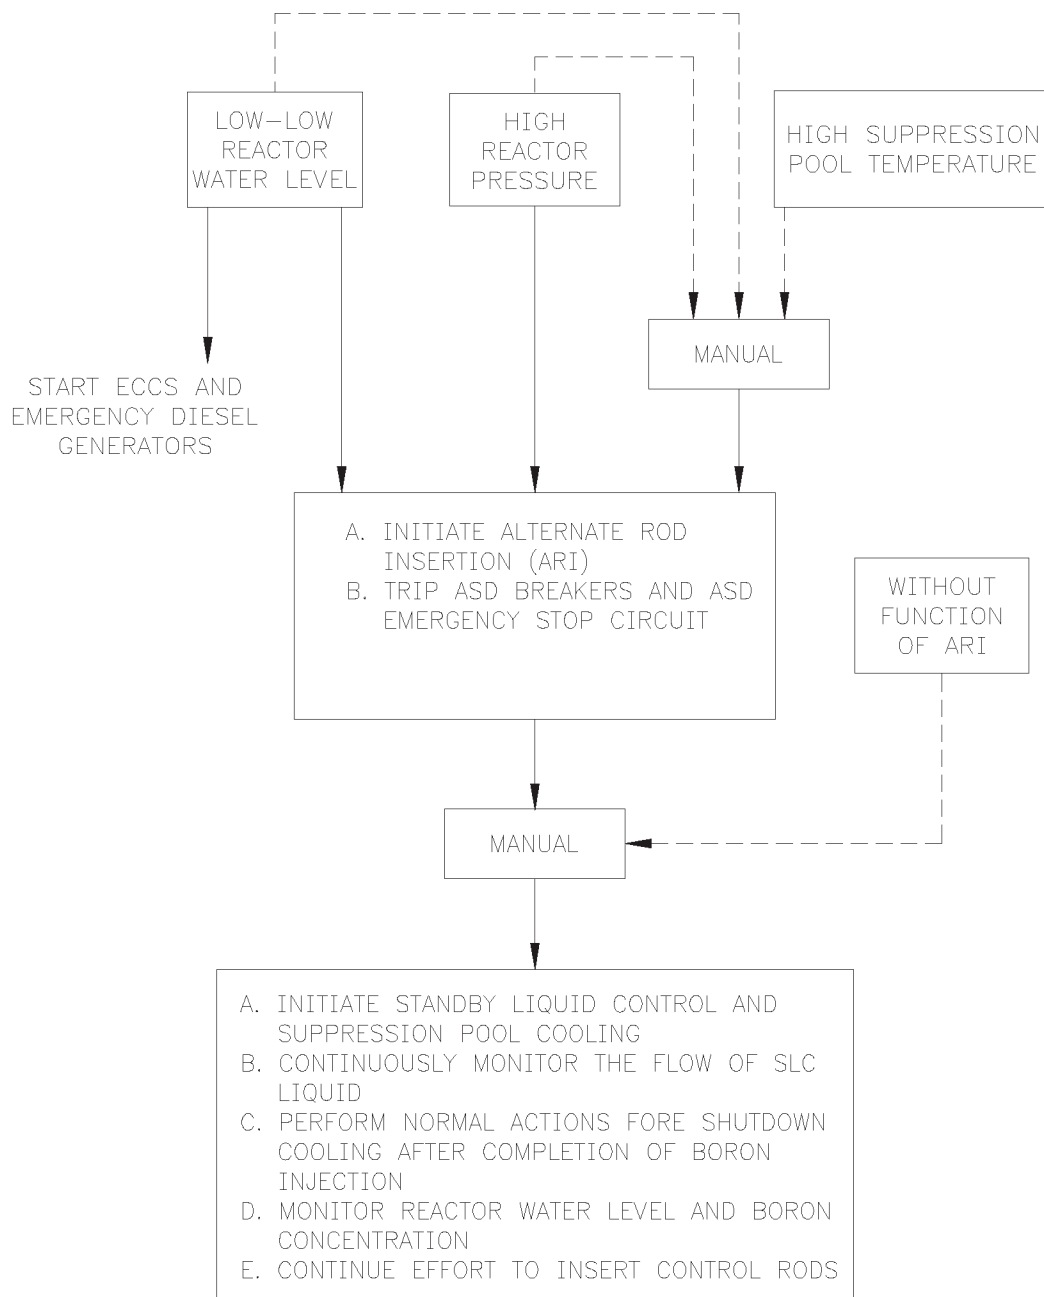 LOW-LOW
REACTOR
WATER LEVEL
HIGH
REACTOR
PRESSURE
HIGH SUPPRESSION
POOL TEMPERATURE
MANUAL
START ECCS AND
EMERGENCY DIESEL
GENERATORS
A. INITIATE ALTERNATE ROD
INSERTION (ARI)
B. TRIP ASD BREAKERS AND ASD
EMERGENCY STOP CIRCUIT
WITHOUT
FUNCTION
OF ARI
MANUAL
A. INITIATE STANDBY LIQUID CONTROL AND
SUPPRESSION POOL COOLING
B. CONTINUOUSLY MONITOR THE FLOW OF SLC
LIQUID
C. PERFORM NORMAL ACTIONS FORE SHUTDOWN
COOLING AFTER COMPLETION OF BORON
INJECTION
D. MONITOR REACTOR WATER LEVEL AND BORON
CONCENTRATION
E. CONTINUE EFFORT TO INSERT CONTROL RODS